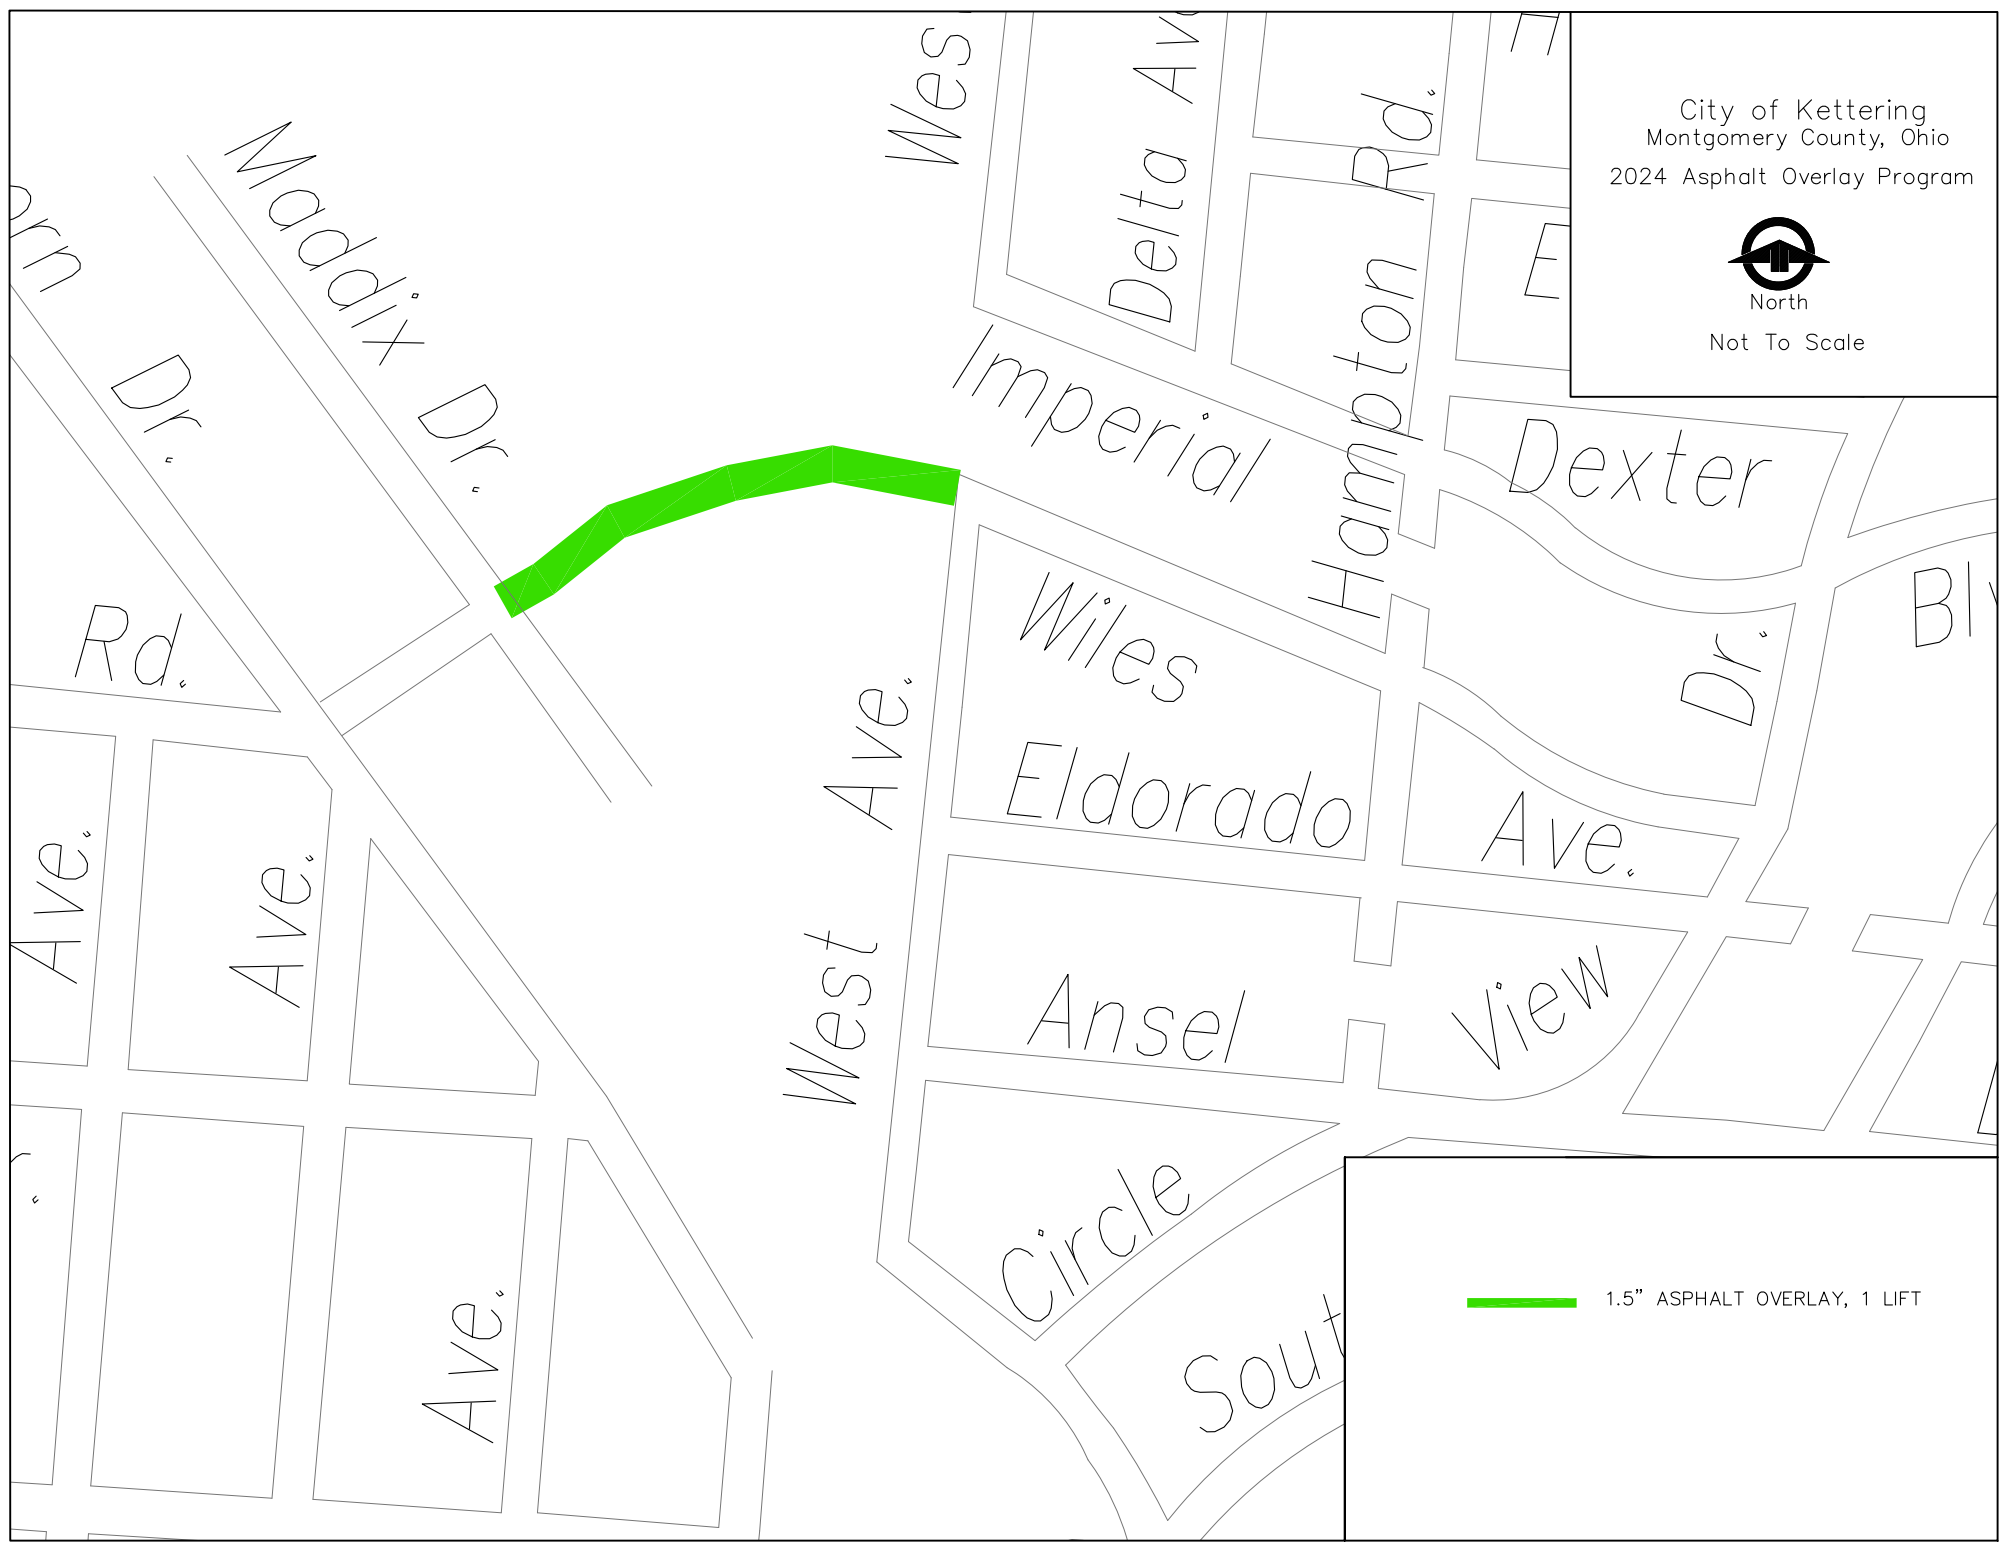 City of Kettering
Montgomery County, Ohio
2024 Asphalt Overlay Program
North
Not To Scale
Maddix Dr.
Dr.
Rd.
Ave.
Ave.
Ave.
West
Delta Ave
Hampton Rd.
Imperial
Dexter
Dr.
Wiles
Eldorado
Ave.
West Ave.
Ansel
View
Circle
1.5" ASPHALT OVERLAY, 1 LIFT